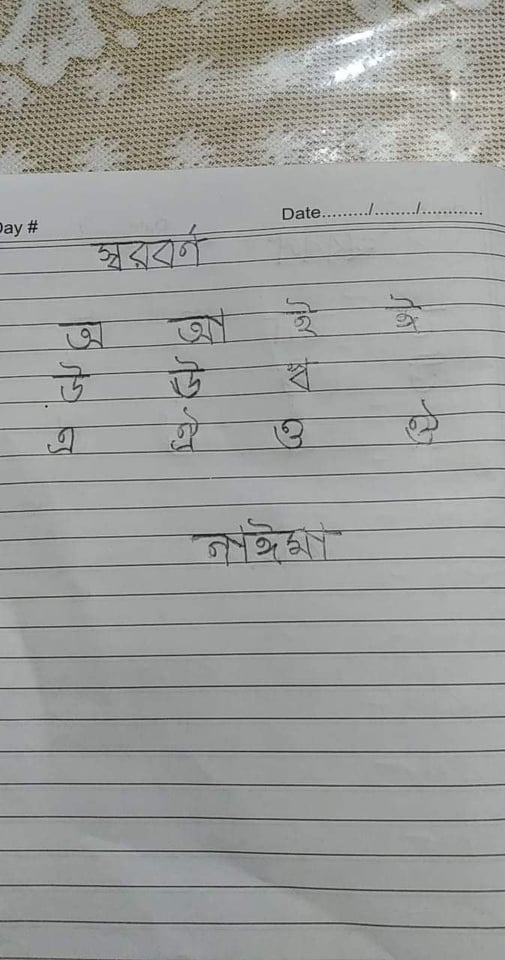 Day #
Date........./........./............
স্বরবর্ণ
অ আ ই ঈ
উ ঊ ঋ
এ ঐ ও ঔ
নাঈমা